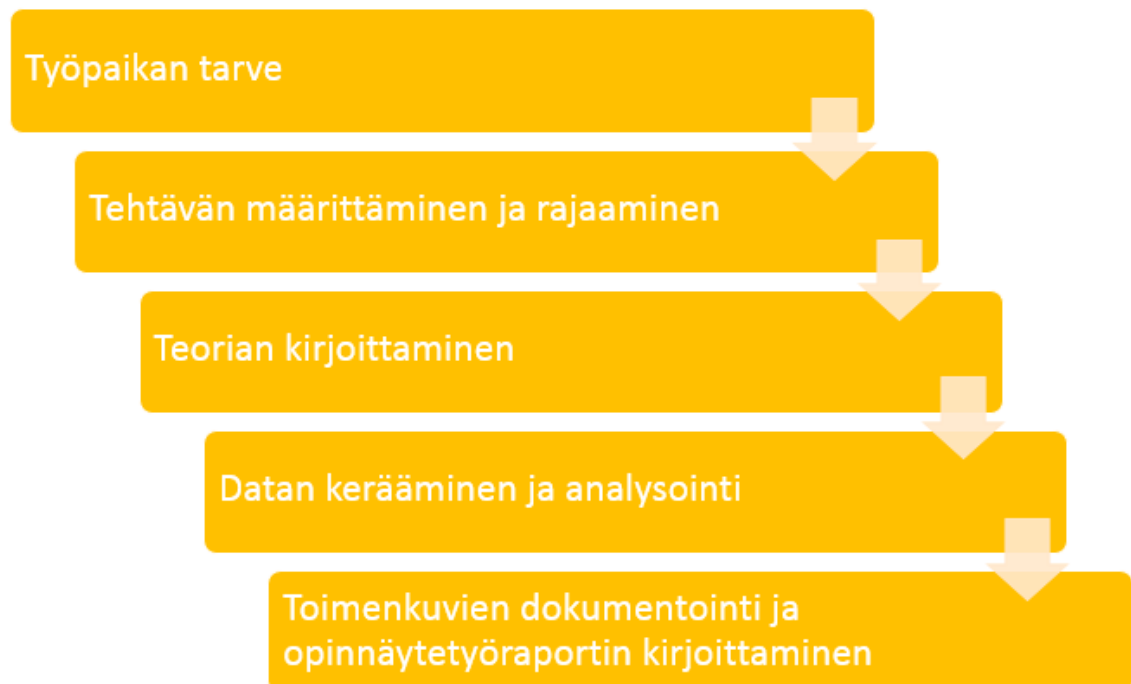 Työpaikan tarve
Tehtävän määrittäminen ja rajaaminen
Teorian kirjoittaminen
Datan kerääminen ja analysointi
Toimenkuvien dokumentointi ja
opinnäytetyöraportin kirjoittaminen